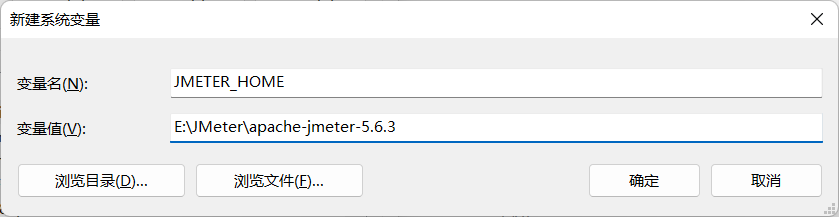 新建系统变量
变量名(N): JMETER_HOME
变量值(V): E:\JMeter\apache-jmeter-5.6.3
浏览目录(D)... 浏览文件(F)... 确定 取消